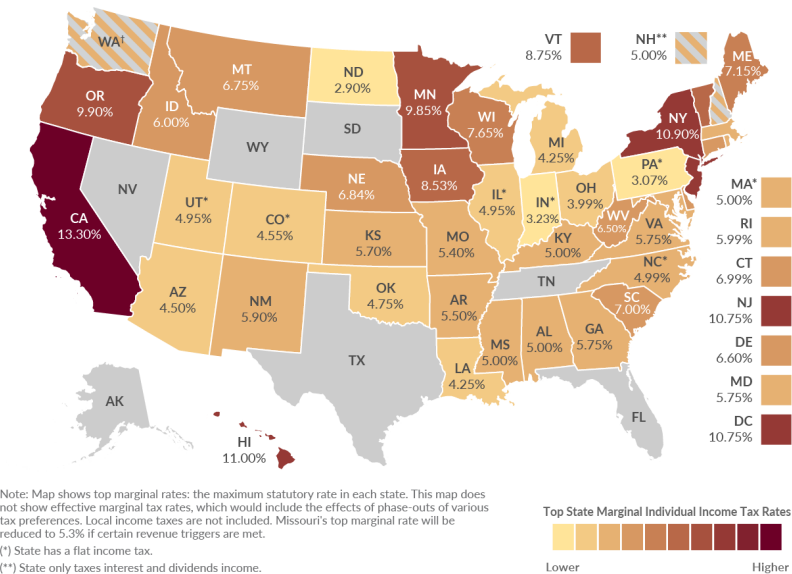 WA†
MT
6.75%
ND
2.90%
MN
9.85%
VT
8.75%
NH**
5.00%
ME
7.15%
OR
9.90%
ID
6.00%
WY
SD
WI
7.65%
MI
4.25%
NY
10.90%
NV
UT*
4.95%
CO*
4.55%
NE
6.84%
IA
8.53%
IL*
4.95%
IN*
3.23%
OH
3.99%
PA*
3.07%
CA
13.30%
KS
5.70%
MO
5.40%
KY
5.00%
WV
6.50%
VA
5.75%
MA*
5.00%
RI
5.99%
CT
6.99%
NJ
10.75%
DE
6.60%
MD
5.75%
DC
10.75%
AZ
4.50%
NM
5.90%
OK
4.75%
AR
5.50%
TN
NC*
4.99%
SC
7.00%
TX
LA
4.25%
MS
5.00%
AL
5.00%
GA
5.75%
FL
AK
HI
11.00%
Note: Map shows top marginal rates: the maximum statutory rate in each state. This map does
not show effective marginal tax rates, which would include the effects of phase-outs of various
tax preferences. Local income taxes are not included. Missouri's top marginal rate will be
reduced to 5.3% if certain revenue triggers are met.
(*) State has a flat income tax.
(**) State only taxes interest and dividends income.
Top State Marginal Individual Income Tax Rates
Lower
Higher